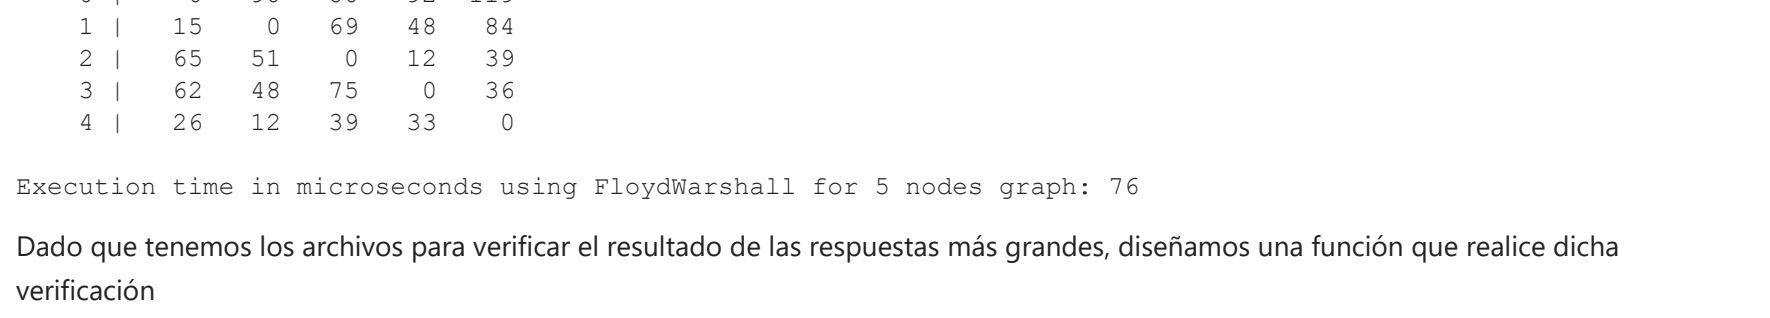 1 | 15 0 69 48 84
2 | 65 51 0 12 39
3 | 62 48 75 0 36
4 | 26 12 39 33 0
Execution time in microseconds using FloydWarshall for 5 nodes graph: 76
Dado que tenemos los archivos para verificar el resultado de las respuestas más grandes, diseñamos una función que realice dicha
verificación